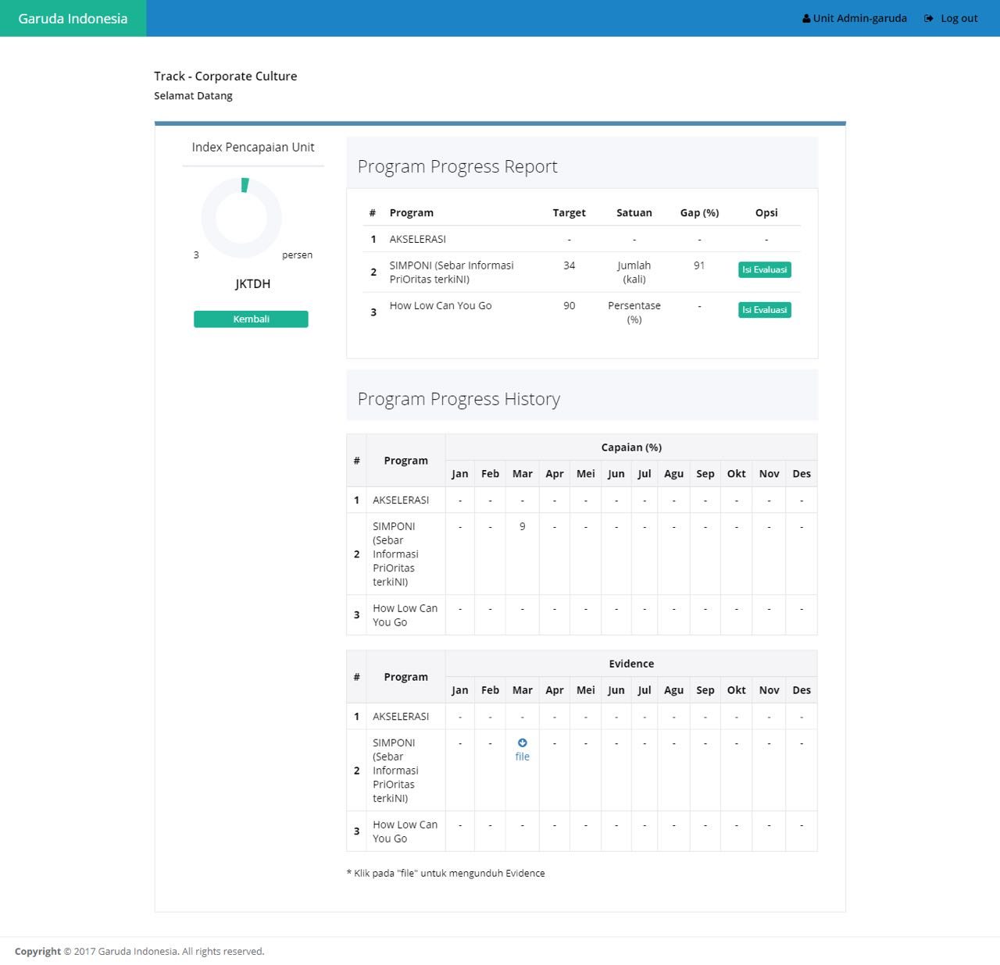 Garuda Indonesia
Unit Admin-garuda Log out
Track - Corporate Culture
Selamat Datang
Index Pencapaian Unit
3 persen
JKTDH
Kembali
Program Progress Report
# Program Target Satuan Gap (%) Opsi
1 AKSELERASI - - - -
2 SIMPONI (Sebar Informasi PriOritas terkiNI) 34 Jumlah (kali) 91 Isi Evaluasi
3 How Low Can You Go 90 Persentase (%) - Isi Evaluasi
Program Progress History
# Program Capaian (%)
Jan Feb Mar Apr Mei Jun Jul Agu Sep Okt Nov Des
1 AKSELERASI - - - - - - - - - - - -
2 SIMPONI (Sebar Informasi PriOritas terkiNI) - - 9 - - - - - - - - -
3 How Low Can You Go - - - - - - - - - - - -
# Program Evidence
Jan Feb Mar Apr Mei Jun Jul Agu Sep Okt Nov Des
1 AKSELERASI - - - - - - - - - - - -
2 SIMPONI (Sebar Informasi PriOritas terkiNI) - - file - - - - - - - - -
3 How Low Can You Go - - - - - - - - - - - -
* Klik pada "file" untuk mengunduh Evidence
Copyright © 2017 Garuda Indonesia. All rights reserved.